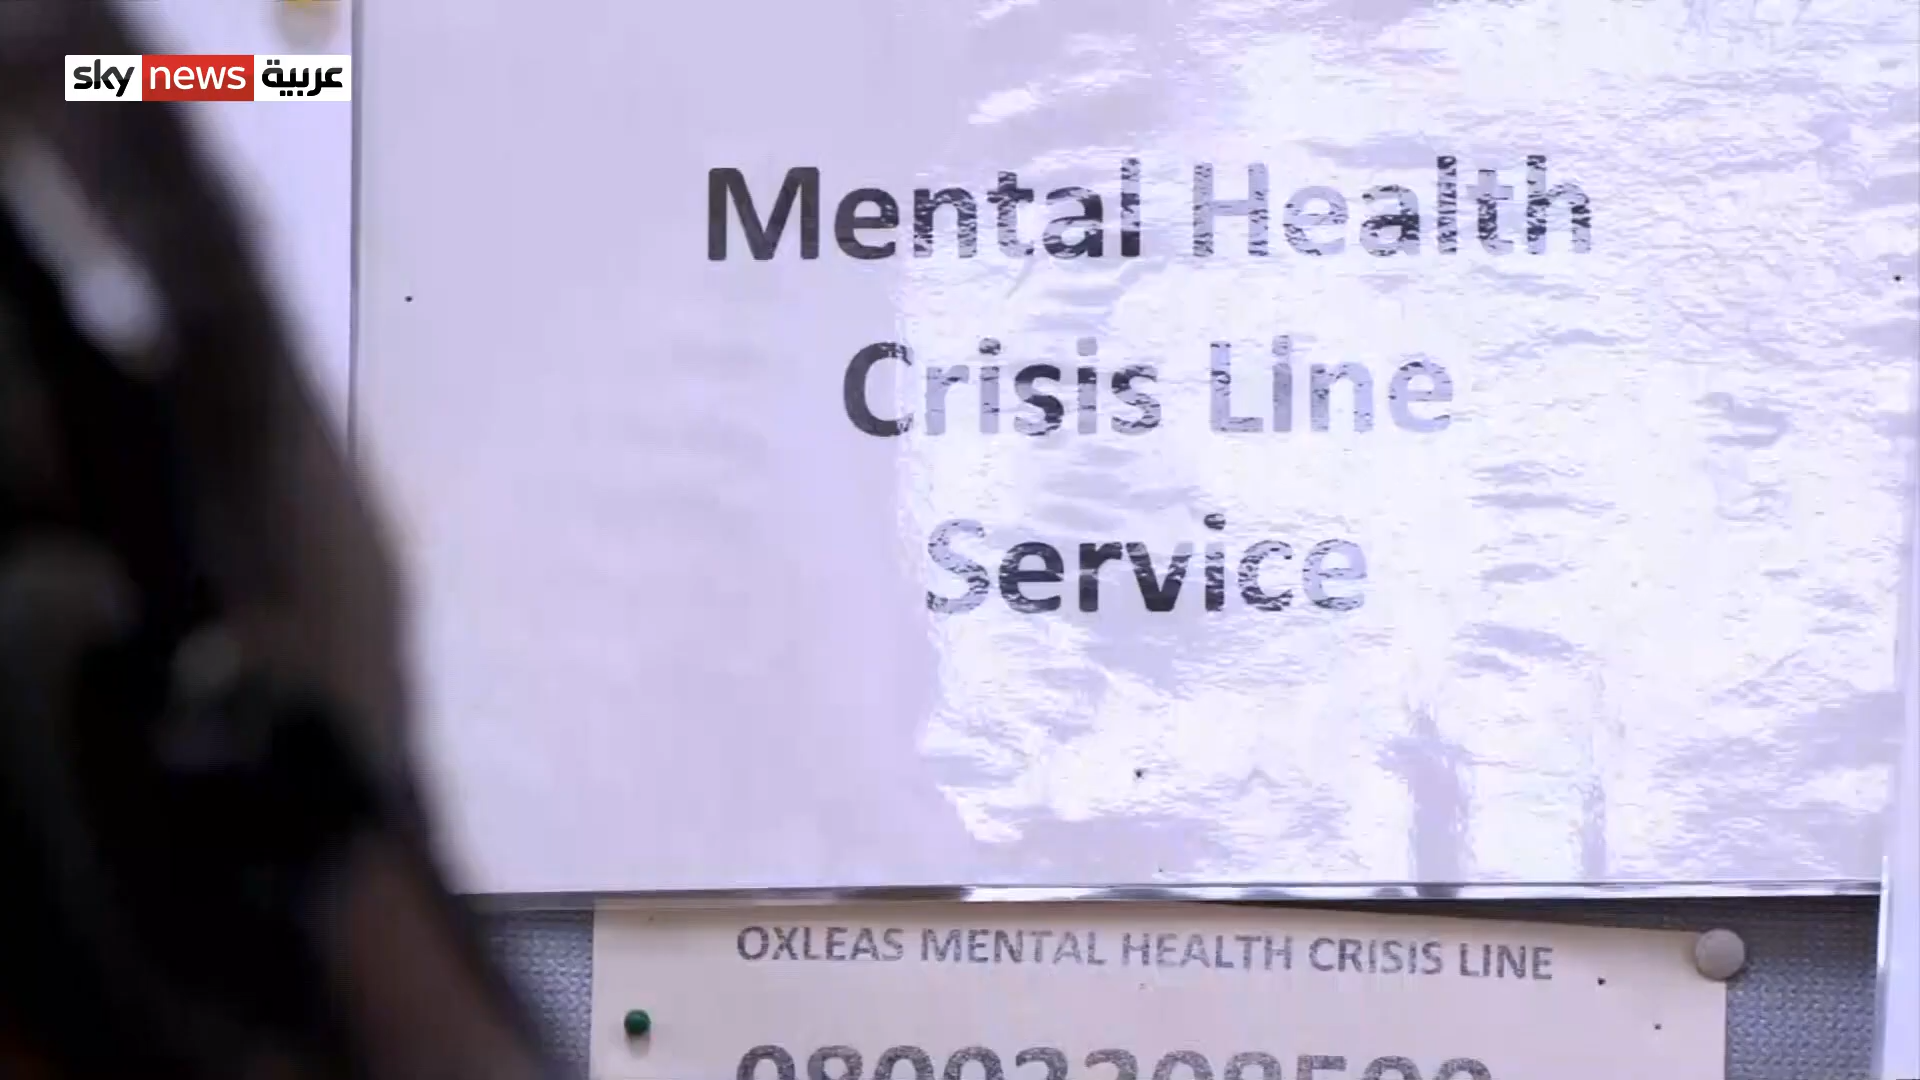 sky news عربية
Mental Health
Crisis Line
Service
OXLEAS MENTAL HEALTH CRISIS LINE